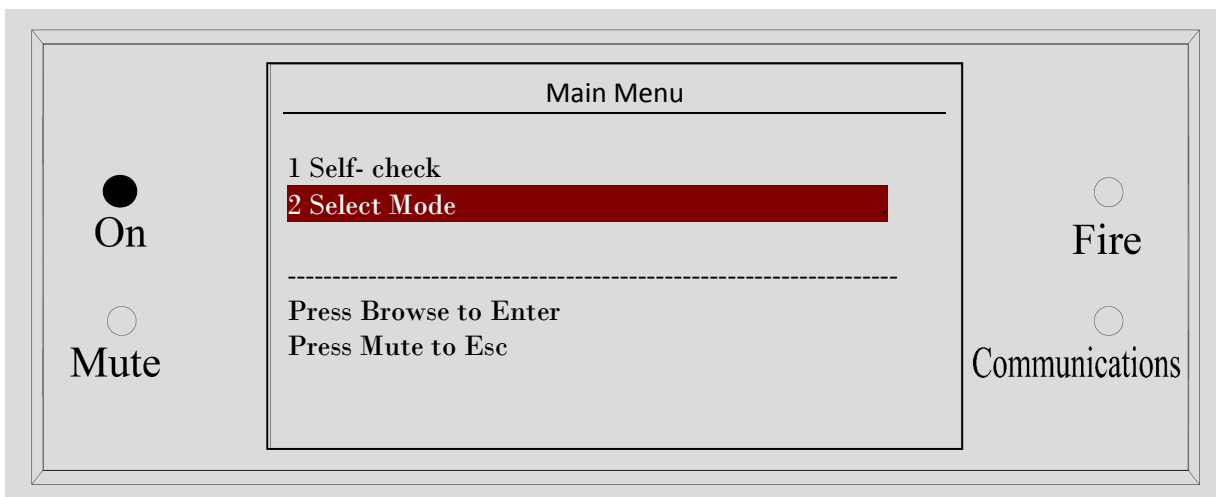 Main Menu
1 Self- check
2 Select Mode .
On
Fire
--------------------------------------------------------------------
Press Browse to Enter
Press Mute to Esc
Mute
Communications